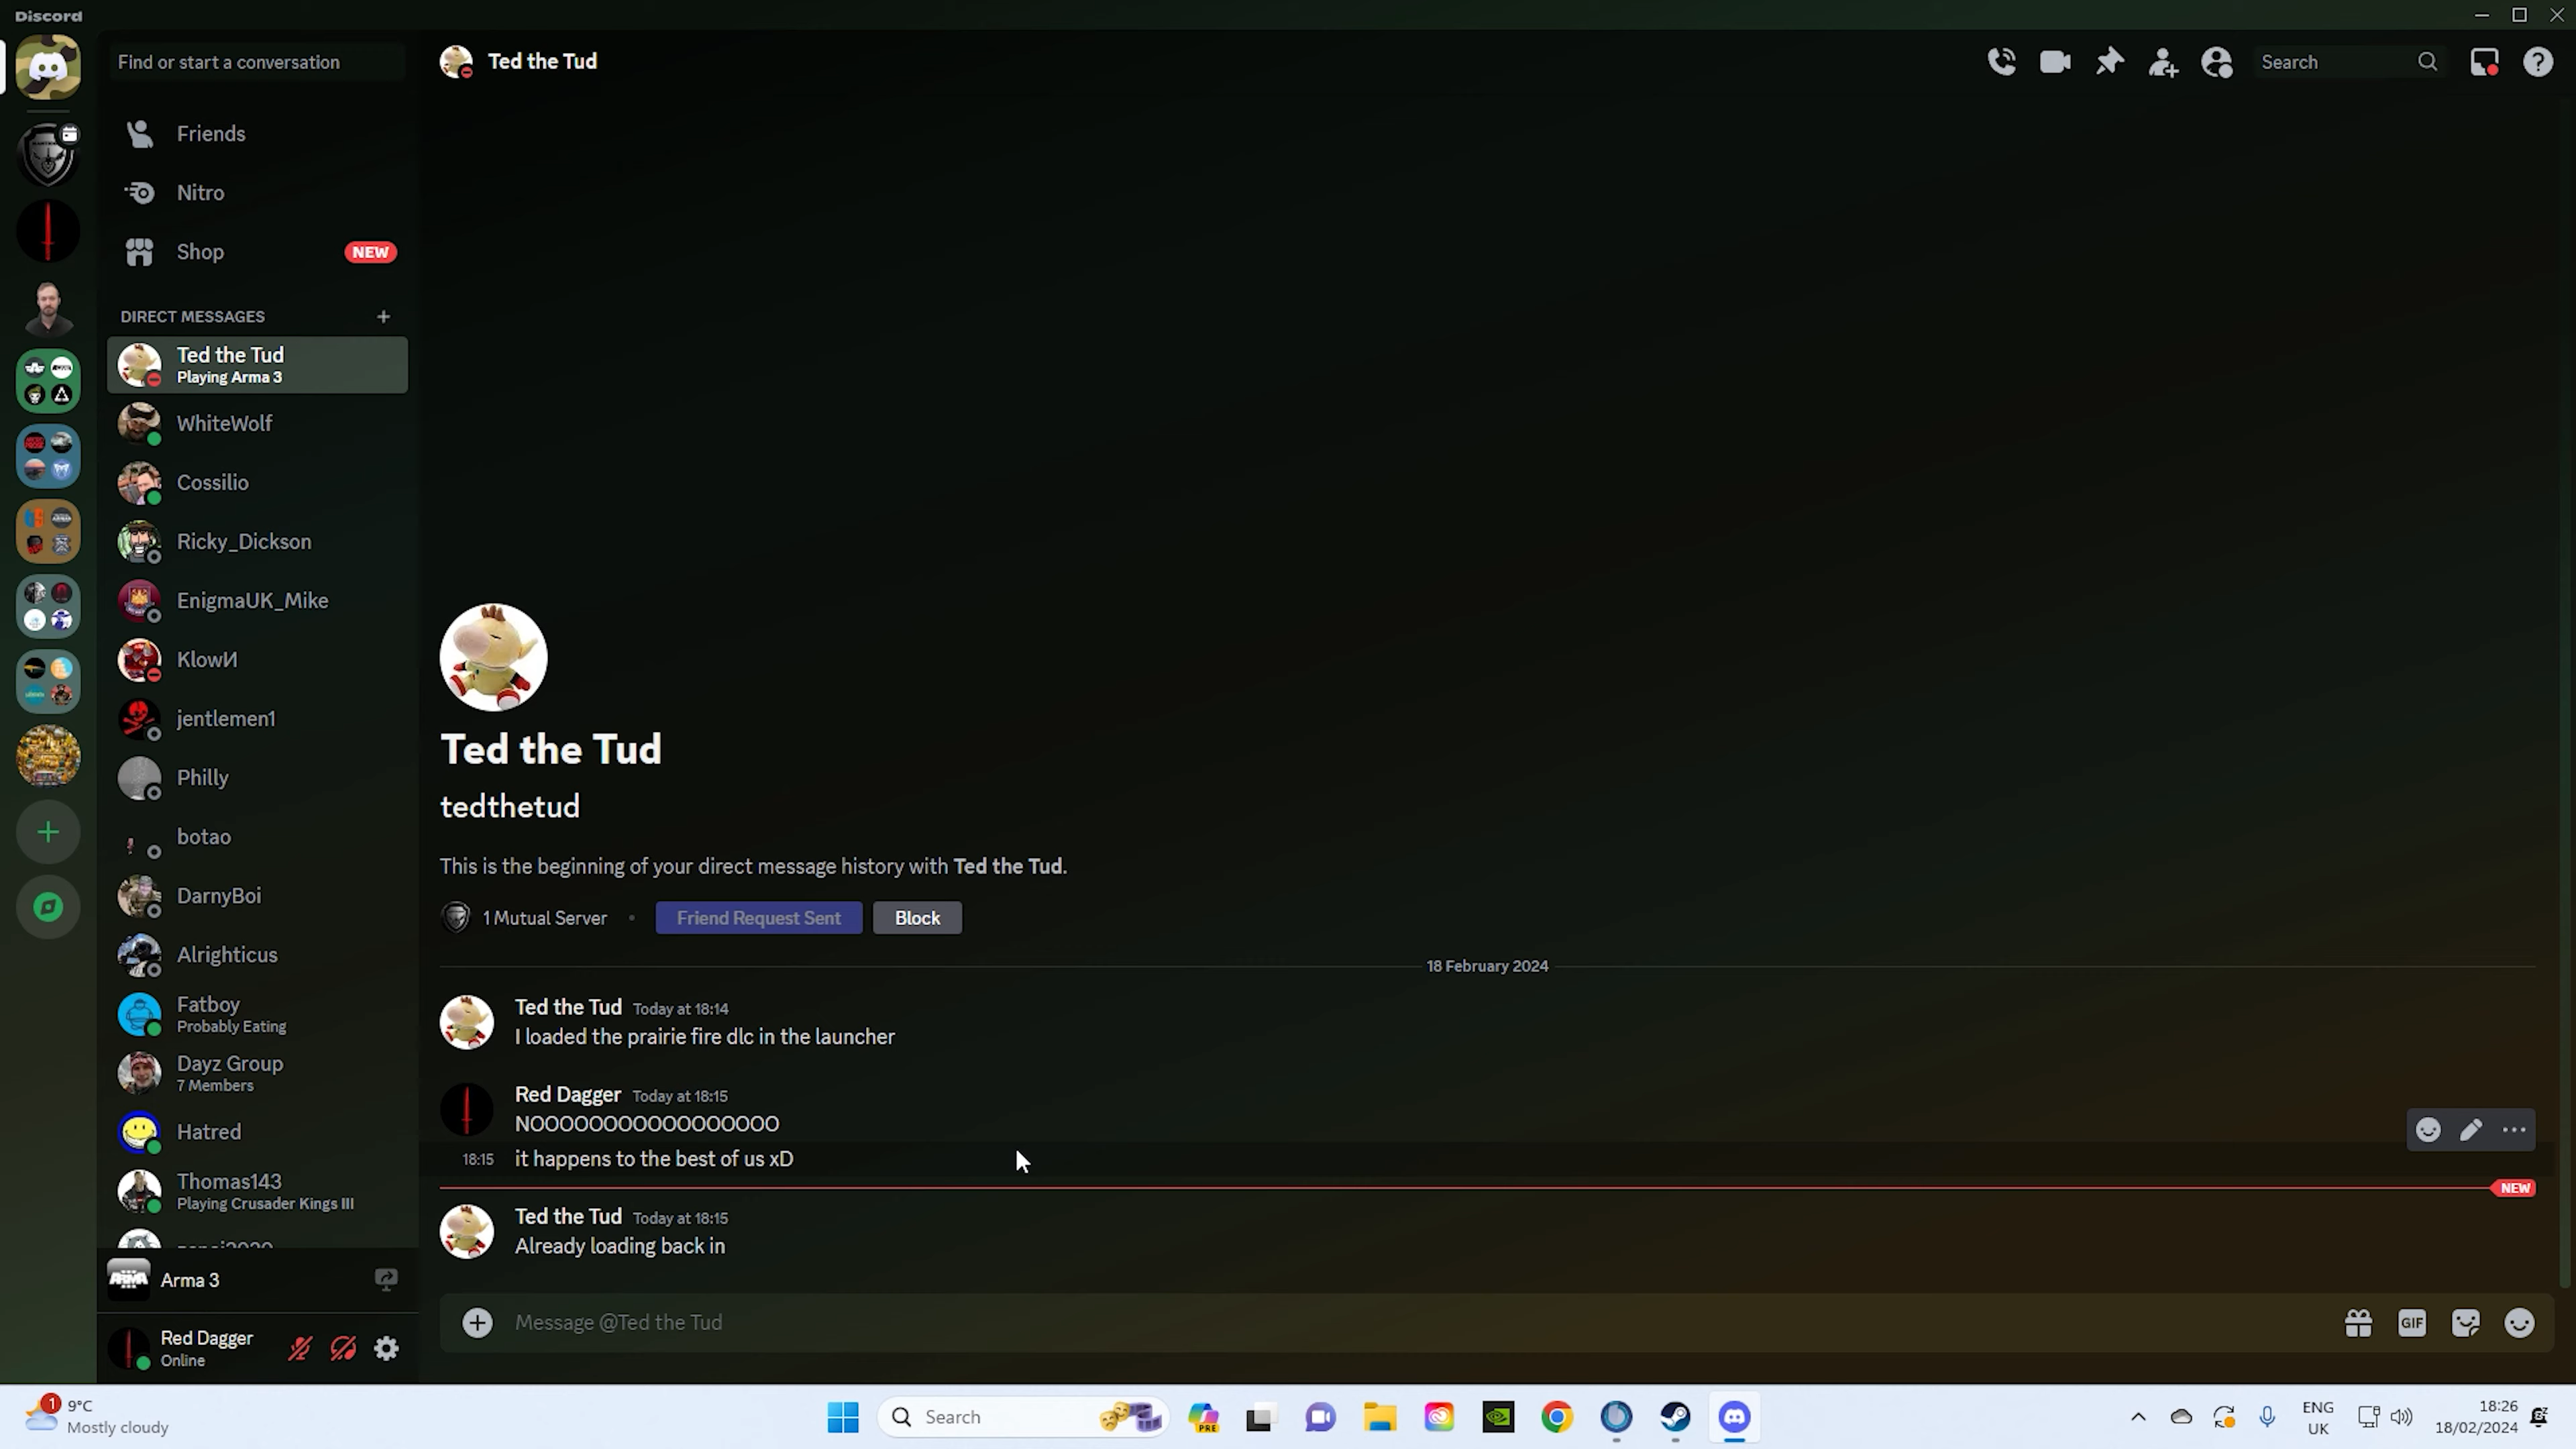 Discord
Find or start a conversation
Ted the Tud
Search
Friends
Nitro
Shop
NEW
DIRECT MESSAGES
Ted the Tud
Playing Arma 3
WhiteWolf
Cossilio
Ricky_Dickson
EnigmaUK_Mike
KlowИ
jentlemen1
Philly
botao
DarnyBoi
Alrighticus
Fatboy
Probably Eating
Dayz Group
7 Members
Hatred
Thomas143
Playing Crusader Kings III
Arma 3
Red Dagger
Online
Ted the Tud
tedthetud
This is the beginning of your direct message history with Ted the Tud.
1 Mutual Server
Friend Request Sent
Block
18 February 2024
Ted the Tud Today at 18:14
I loaded the prairie fire dlc in the launcher
Red Dagger Today at 18:15
NOOOOOOOOOOOOOOOOO
18:15 it happens to the best of us xD
NEW
Ted the Tud Today at 18:15
Already loading back in
Message @Ted the Tud
GIF
1
9°C
Mostly cloudy
Search
PRE
ENG
UK
18:26
18/02/2024